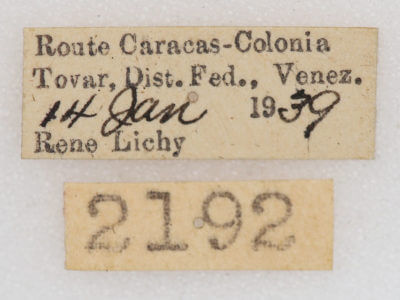 Route Caracas-Colonia
Tovar, Dist. Fed., Venez.
14 Jan 1939
Rene Lichy
2192